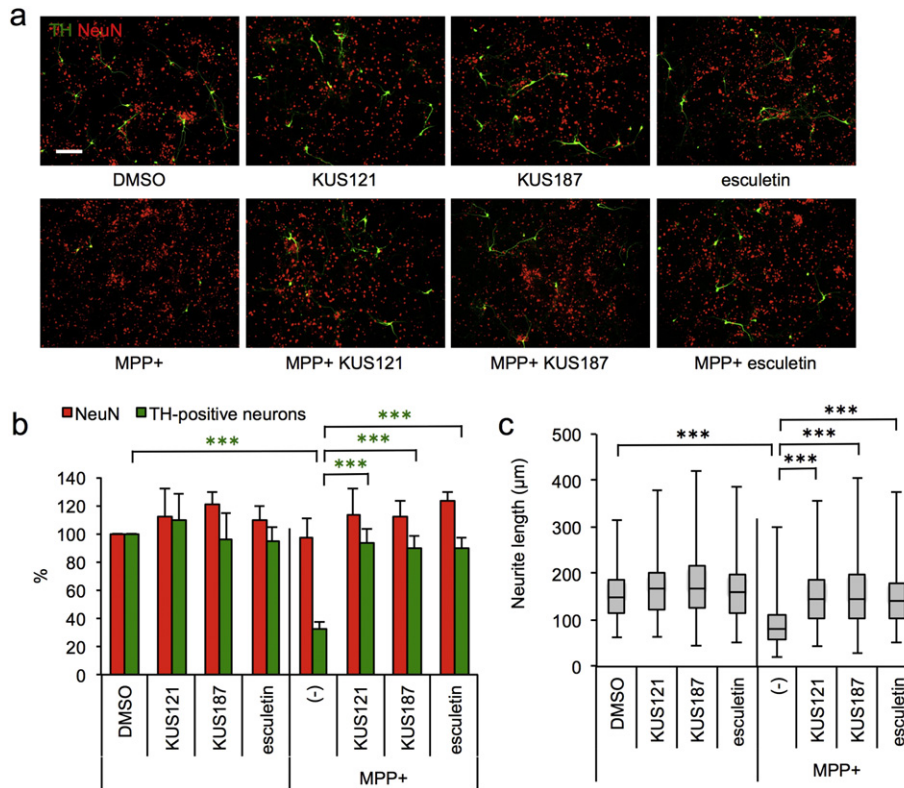 a
TH NeuN
DMSO KUS121 KUS187 esculetin
MPP+ MPP+ KUS121 MPP+ KUS187 MPP+ esculetin
b
NeuN TH-positive neurons
***
***
***
***
140
120
100
80
60
40
20
0
%
DMSO KUS121 KUS187 esculetin (-) KUS121 KUS187 esculetin
MPP+
c
***
***
***
***
500
400
300
200
100
0
Neurite length (μm)
DMSO KUS121 KUS187 esculetin (-) KUS121 KUS187 esculetin
MPP+